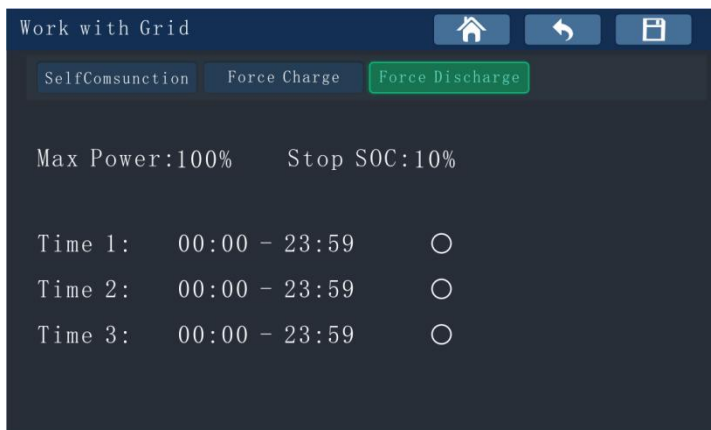 Work with Grid
SelfComsunction Force Charge Force Discharge
Max Power:100% Stop SOC:10%
Time 1: 00:00 - 23:59
Time 2: 00:00 - 23:59
Time 3: 00:00 - 23:59